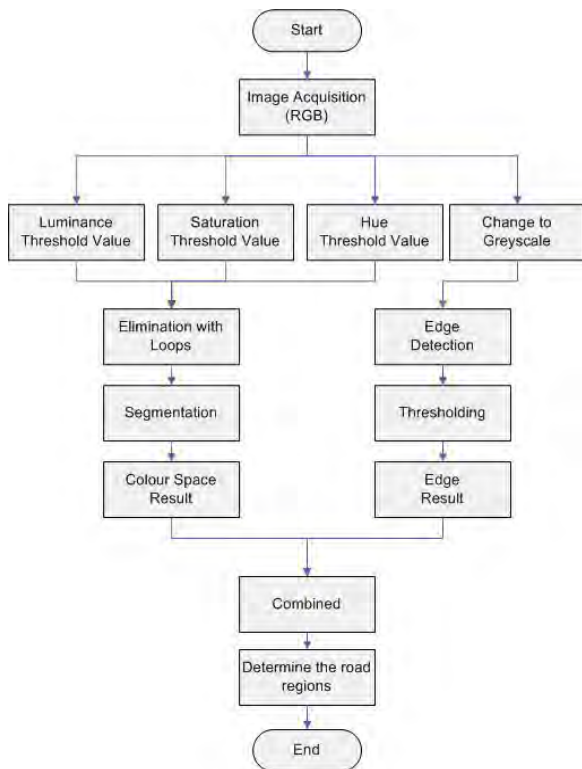 Start
Image Acquisition
(RGB)
Luminance
Threshold Value
Saturation
Threshold Value
Hue
Threshold Value
Change to
Greyscale
Elimination with
Loops
Edge
Detection
Segmentation
Thresholding
Colour Space
Result
Edge
Result
Combined
Determine the road
regions
End